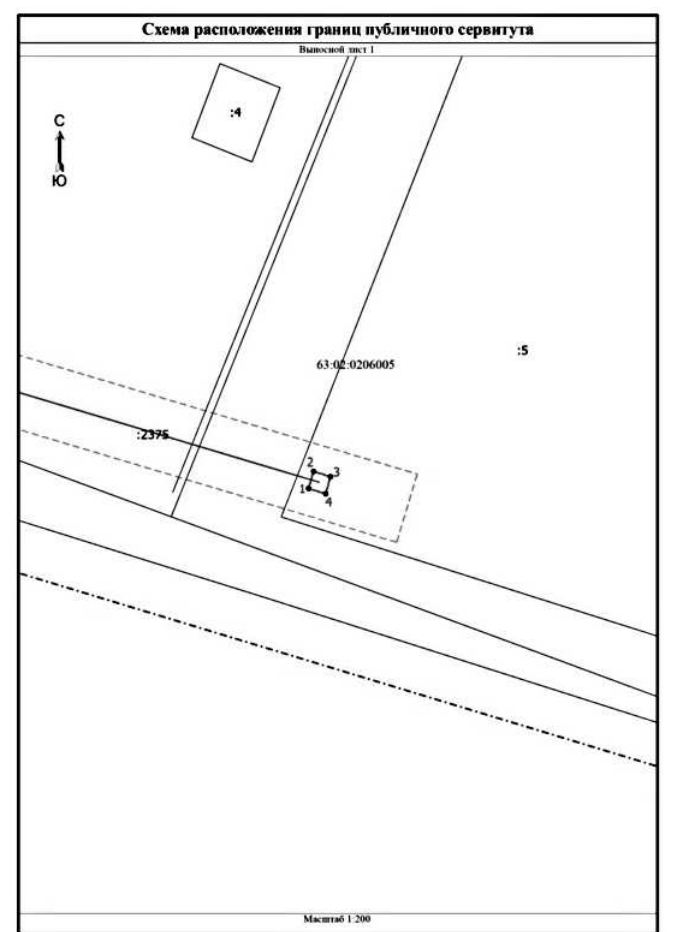 Схема расположения границ публичного сервитута
Выносной лист 1
:4
С
Ю
:5
63:02:0206005
:2375
2
3
1
4
Масштаб 1:200